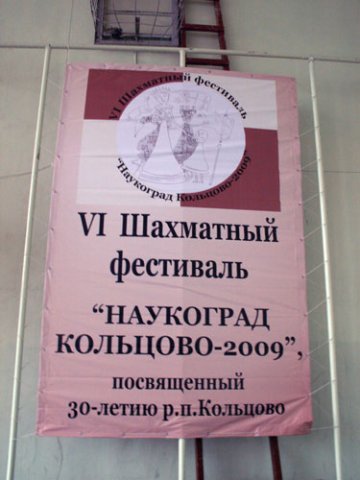 VI Шахматный фестиваль
"Наукоград Кольцово-2009
VI Шахматный
фестиваль
“НАУКОГРАД
КОЛЬЦОВО-2009”,
посвященный
30-летию р.п.Кольцово